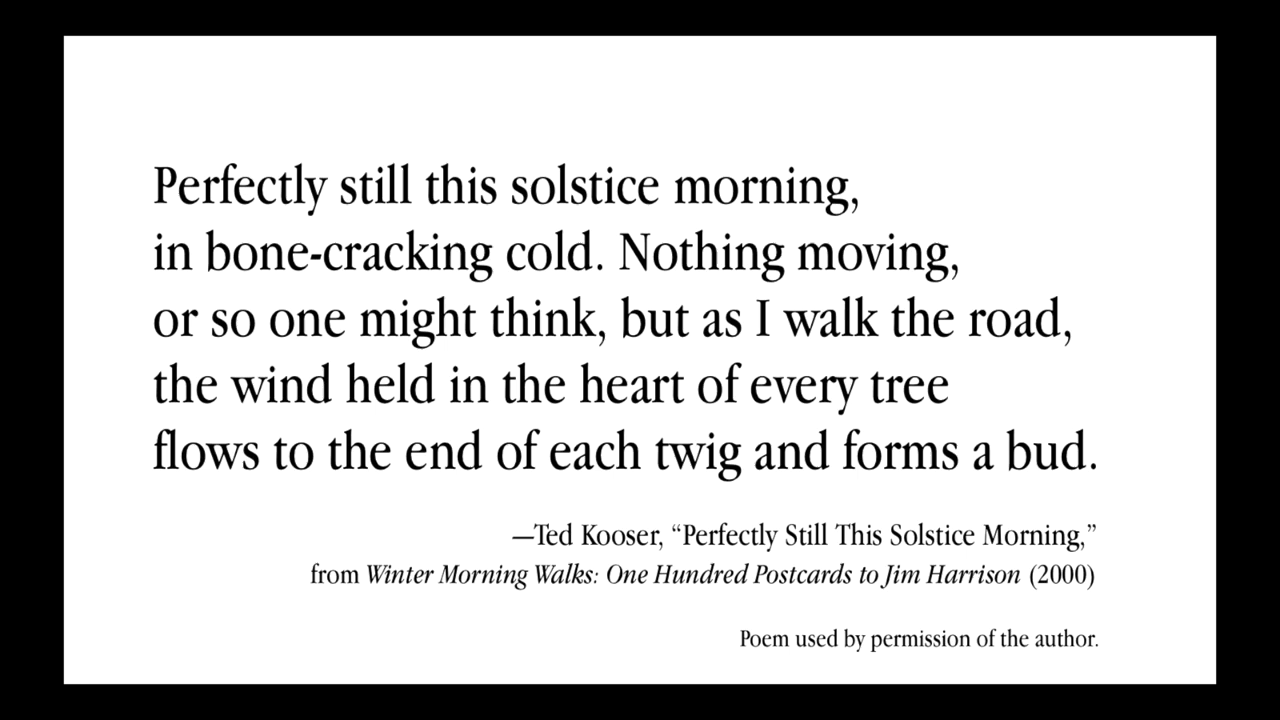 Perfectly still this solstice morning,
in bone-cracking cold. Nothing moving,
or so one might think, but as I walk the road,
the wind held in the heart of every tree
flows to the end of each twig and forms a bud.
—Ted Kooser, “Perfectly Still This Solstice Morning,”
from Winter Morning Walks: One Hundred Postcards to Jim Harrison (2000)
Poem used by permission of the author.